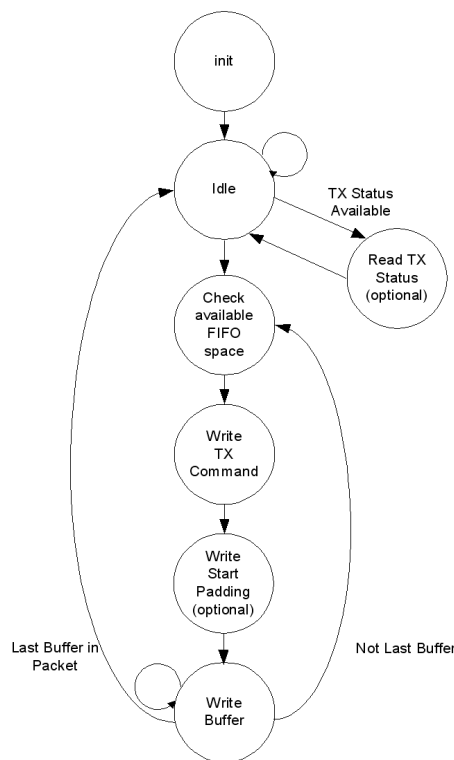 init
Idle
TX Status
Available
Read TX
Status
(optional)
Check
available
FIFO
space
Write
TX
Command
Write
Start
Padding
(optional)
Last Buffer in
Packet
Not Last Buffer
Write
Buffer